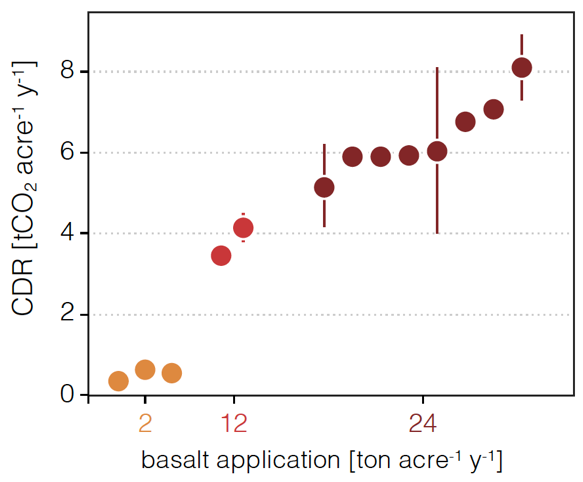 CDR [tCO₂ acre⁻¹ y⁻¹]
8
6
4
2
0
2 12 24
basalt application [ton acre⁻¹ y⁻¹]